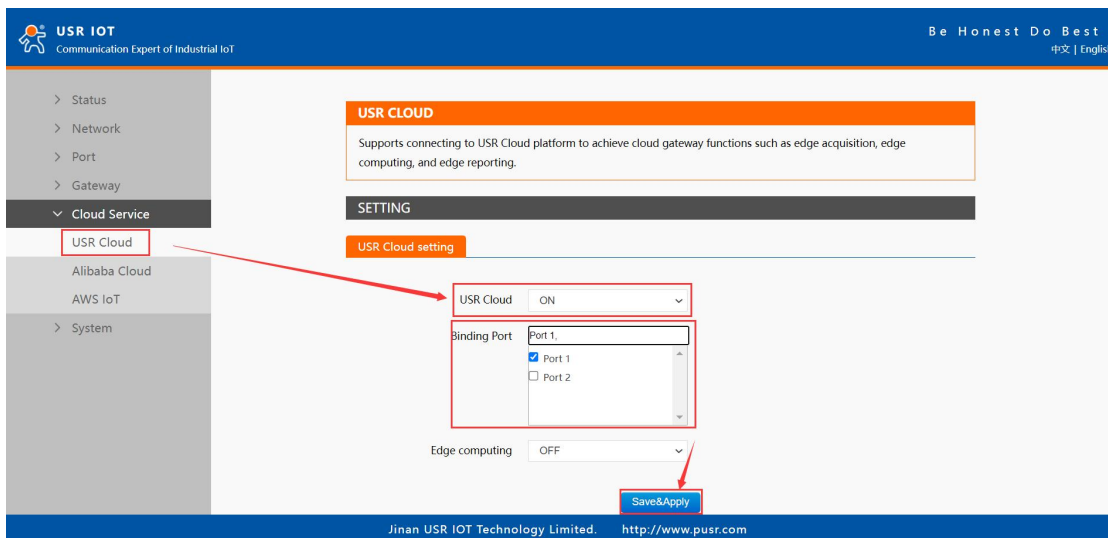 USR IOT
Communication Expert of Industrial IoT
Be Honest Do Best
中文 | English
Status
Network
Port
Gateway
Cloud Service
USR Cloud
Alibaba Cloud
AWS IoT
System
USR CLOUD
Supports connecting to USR Cloud platform to achieve cloud gateway functions such as edge acquisition, edge
computing, and edge reporting.
SETTING
USR Cloud setting
USR Cloud ON
Binding Port Port 1,
Port 1
Port 2
Edge computing OFF
Save&Apply
Jinan USR IOT Technology Limited. http://www.pusr.com